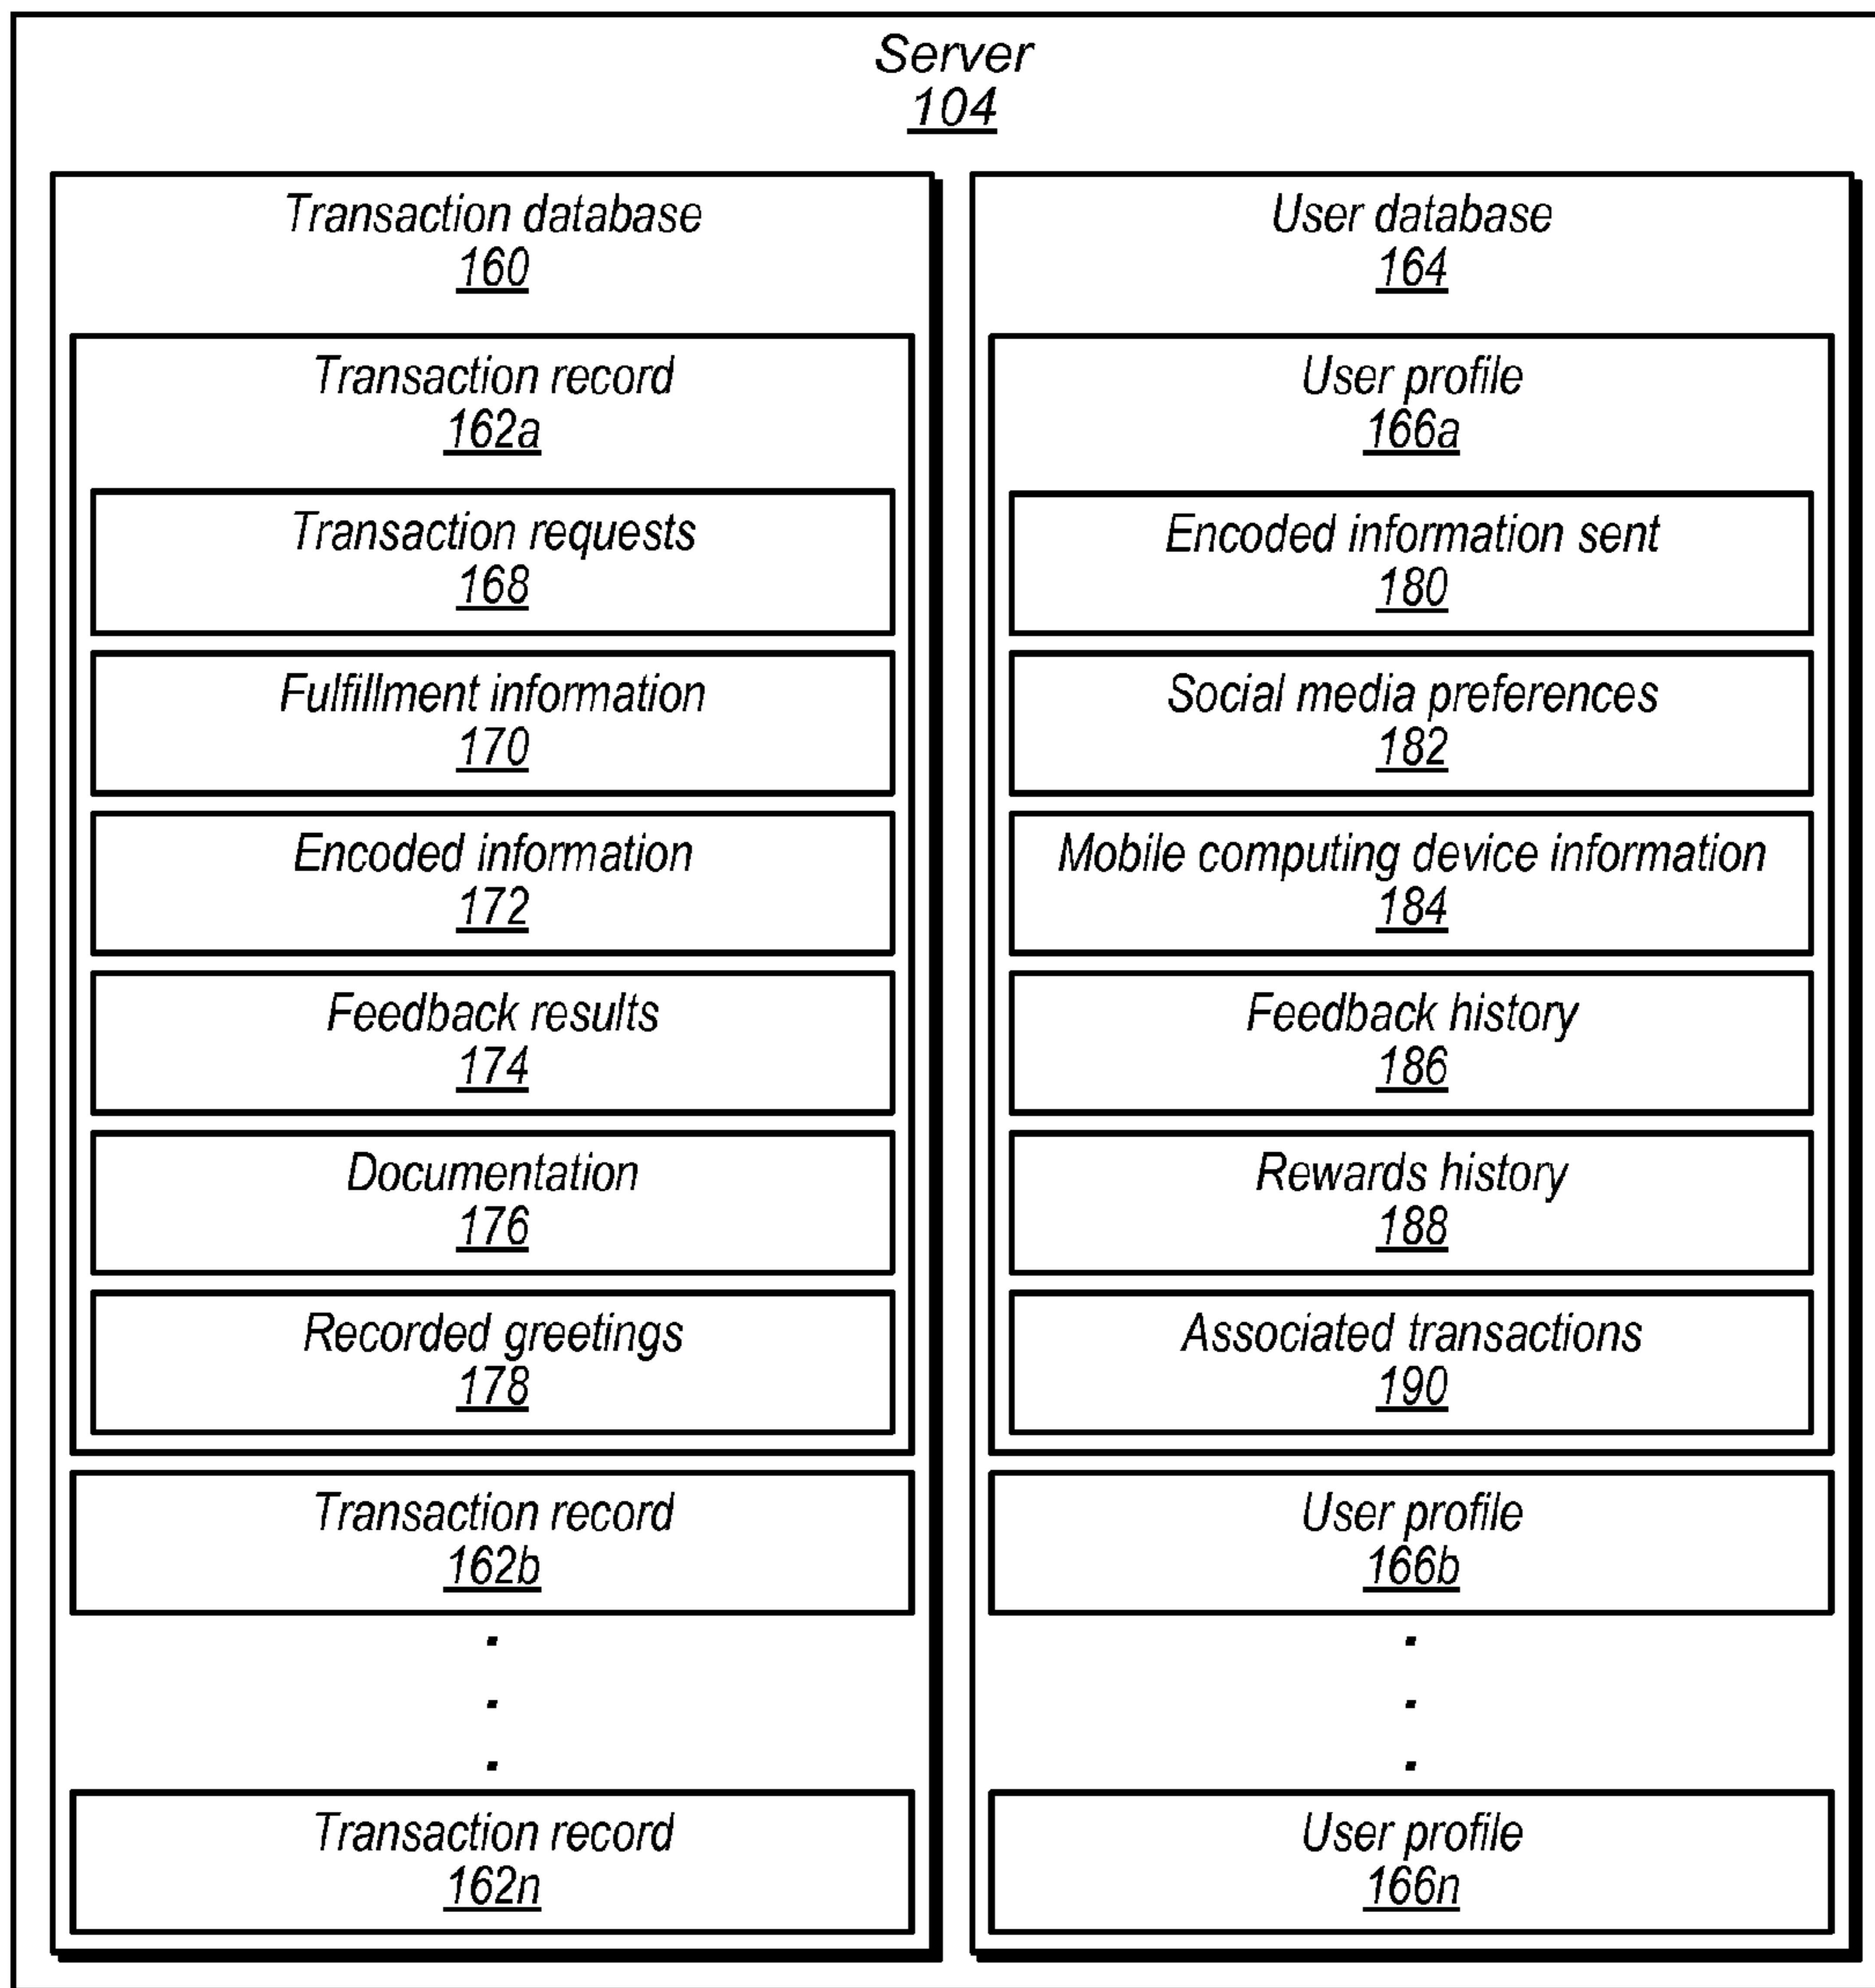 Server
104
Transaction database
160
Transaction record
162a
Transaction requests
168
Fulfillment information
170
Encoded information
172
Feedback results
174
Documentation
176
Recorded greetings
178
Transaction record
162b
Transaction record
162n
User database
164
User profile
166a
Encoded information sent
180
Social media preferences
182
Mobile computing device information
184
Feedback history
186
Rewards history
188
Associated transactions
190
User profile
166b
User profile
166n